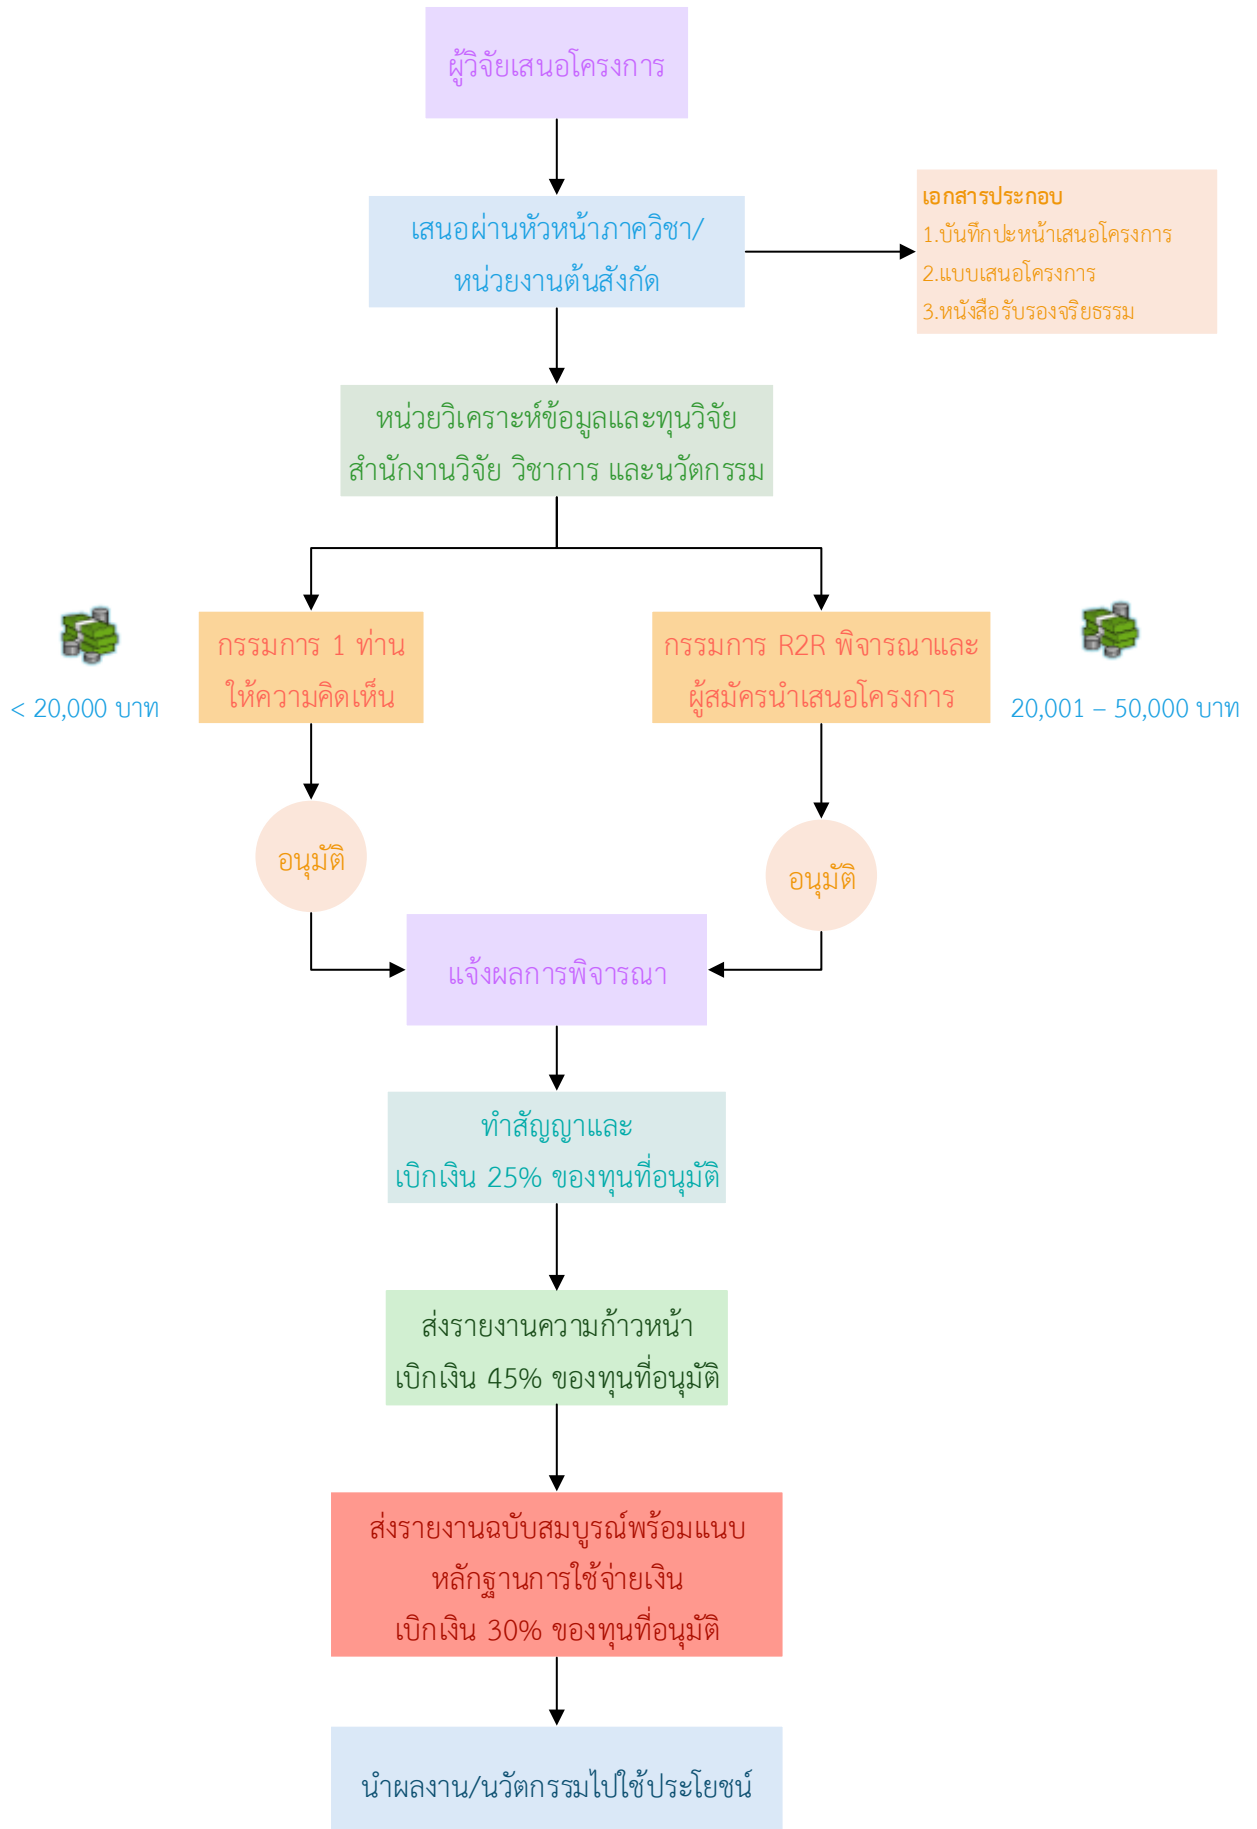 ผู้วิจัยเสนอโครงการ
เสนอผ่านหัวหน้าภาควิชา/
หน่วยงานต้นสังกัด
เอกสารประกอบ
1.บันทึกปะหน้าเสนอโครงการ
2.แบบเสนอโครงการ
3.หนังสือรับรองจริยธรรม
หน่วยวิเคราะห์ข้อมูลและทุนวิจัย
สำนักงานวิจัย วิชาการ และนวัตกรรม
< 20,000 บาท
กรรมการ 1 ท่าน
ให้ความคิดเห็น
กรรมการ R2R พิจารณาและ
ผู้สมัครนำเสนอโครงการ
20,001 – 50,000 บาท
อนุมัติ
อนุมัติ
แจ้งผลการพิจารณา
ทำสัญญาและ
เบิกเงิน 25% ของทุนที่อนุมัติ
ส่งรายงานความก้าวหน้า
เบิกเงิน 45% ของทุนที่อนุมัติ
ส่งรายงานฉบับสมบูรณ์พร้อมแนบ
หลักฐานการใช้จ่ายเงิน
เบิกเงิน 30% ของทุนที่อนุมัติ
นำผลงาน/นวัตกรรมไปใช้ประโยชน์